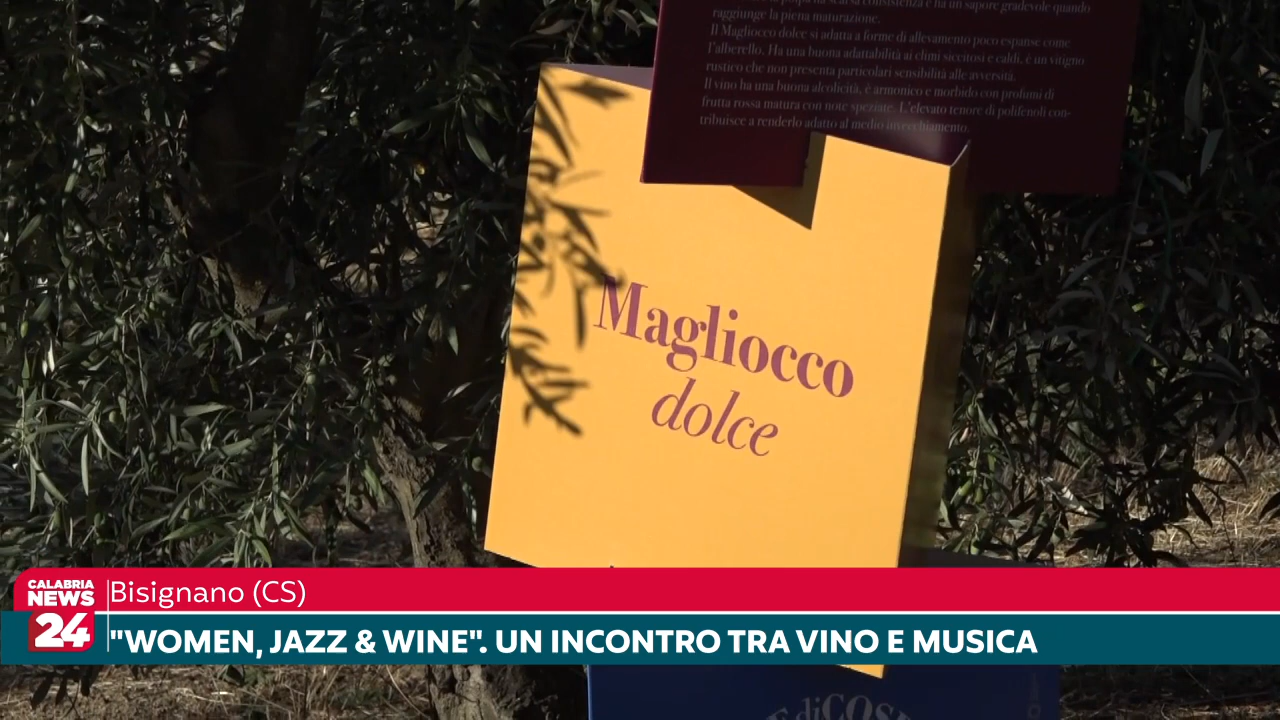 raggiunge la piena maturazione.
Il Magliocco dolce si adatta a forme di allevamento poco espanse come
l'alberello. Ha una buona adattabilità ai climi siccitosi e caldi, è un vitigno
rustico che non presenta particolari sensibilità alle avversità.
Il vino ha una buona alcolicità, è armonico e morbido con profumi di
frutta rossa matura con note speziate. L'elevato tenore di polifenoli con-
tribuisce a renderlo adatto al medio invecchiamento.
Magliocco
dolce
CALABRIA
NEWS
24
Bisignano (CS)
"WOMEN, JAZZ & WINE". UN INCONTRO TRA VINO E MUSICA